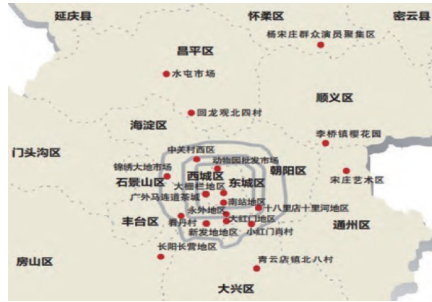 延庆县
怀柔区
密云县
杨宋庄群众演员聚集区
昌平区
水屯市场
顺义区
回龙观北四村
海淀区
李桥镇樱花园
门头沟区
中关村西区
动物园批发市场
锦绣大地市场
朝阳区
西城区
石景山区
大栅栏地区
东城区
宋庄艺术区
广外马连道茶城
南站地区
十八里店十里河地区
丰台区
永外地区
看丹村
大红门地区
通州区
新发地地区
小红门肖村
长阳长营地区
房山区
青云店镇北八村
大兴区